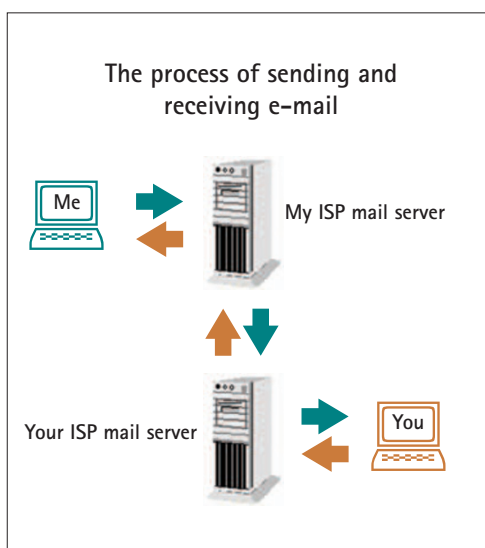 The process of sending and
receiving e-mail
Me
My ISP mail server
Your ISP mail server
You